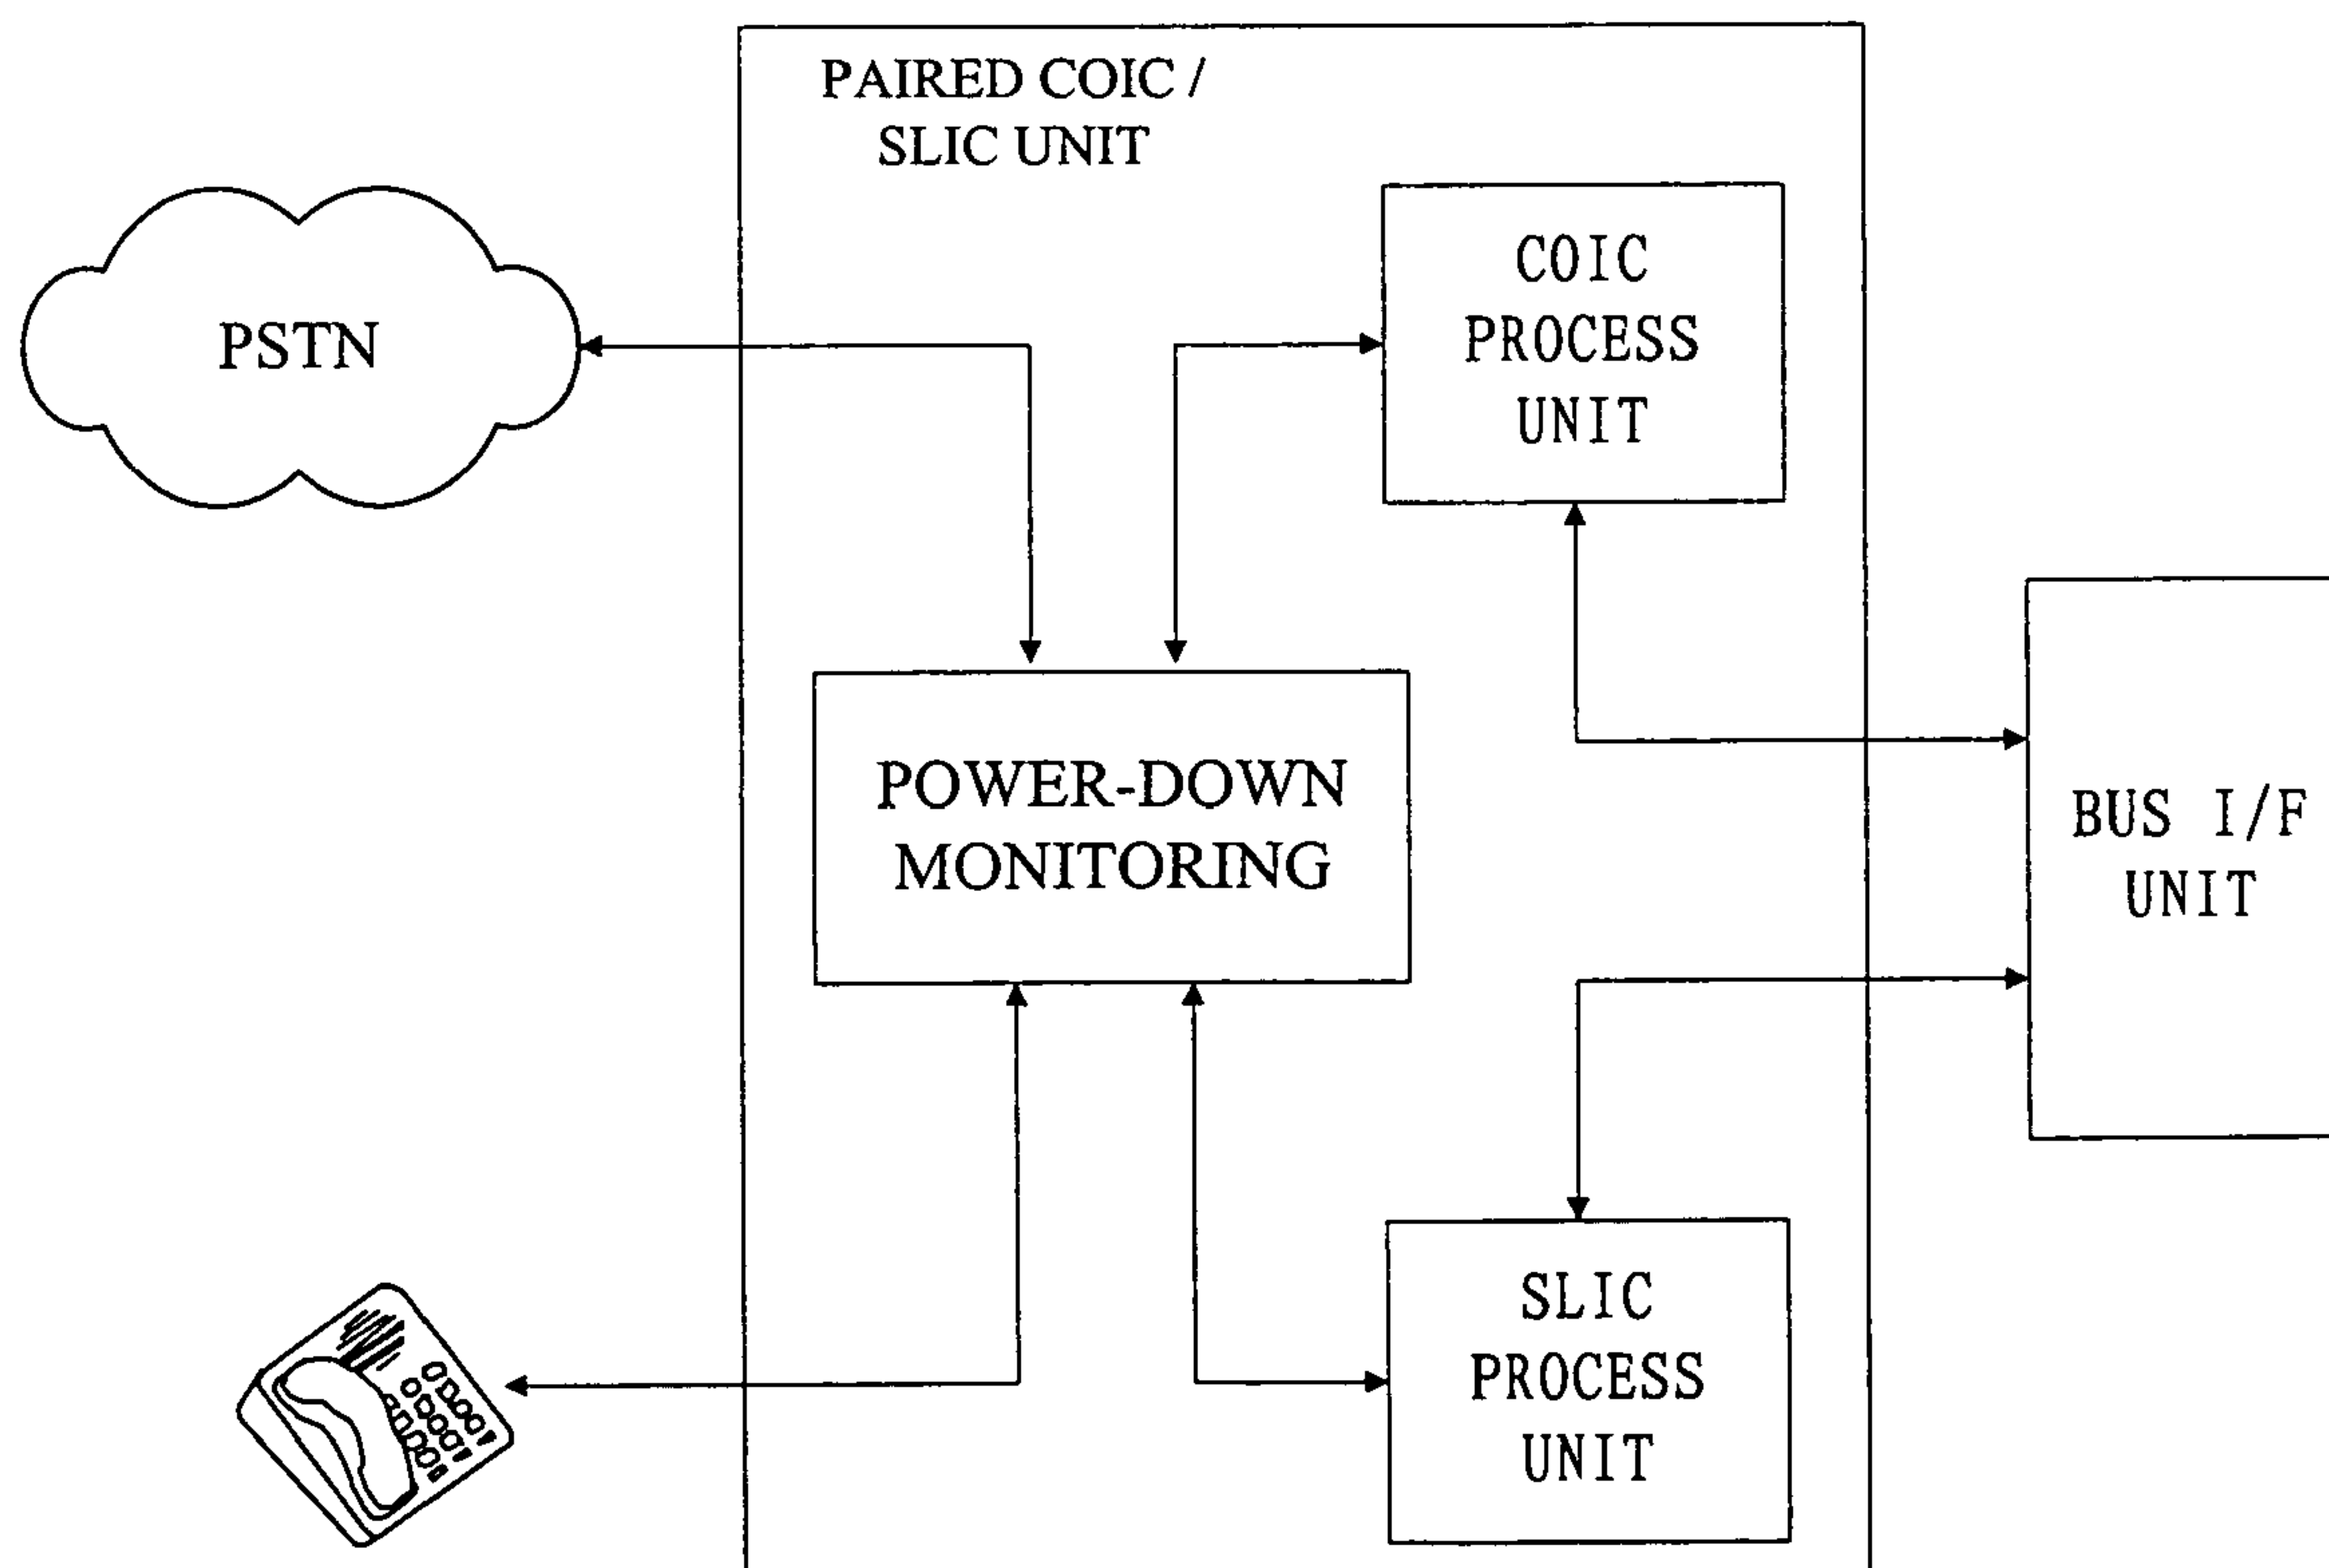 PAIRED COIC /
SLIC UNIT
PSTN
COIC
PROCESS
UNIT
POWER-DOWN
MONITORING
BUS I/F
UNIT
SLIC
PROCESS
UNIT